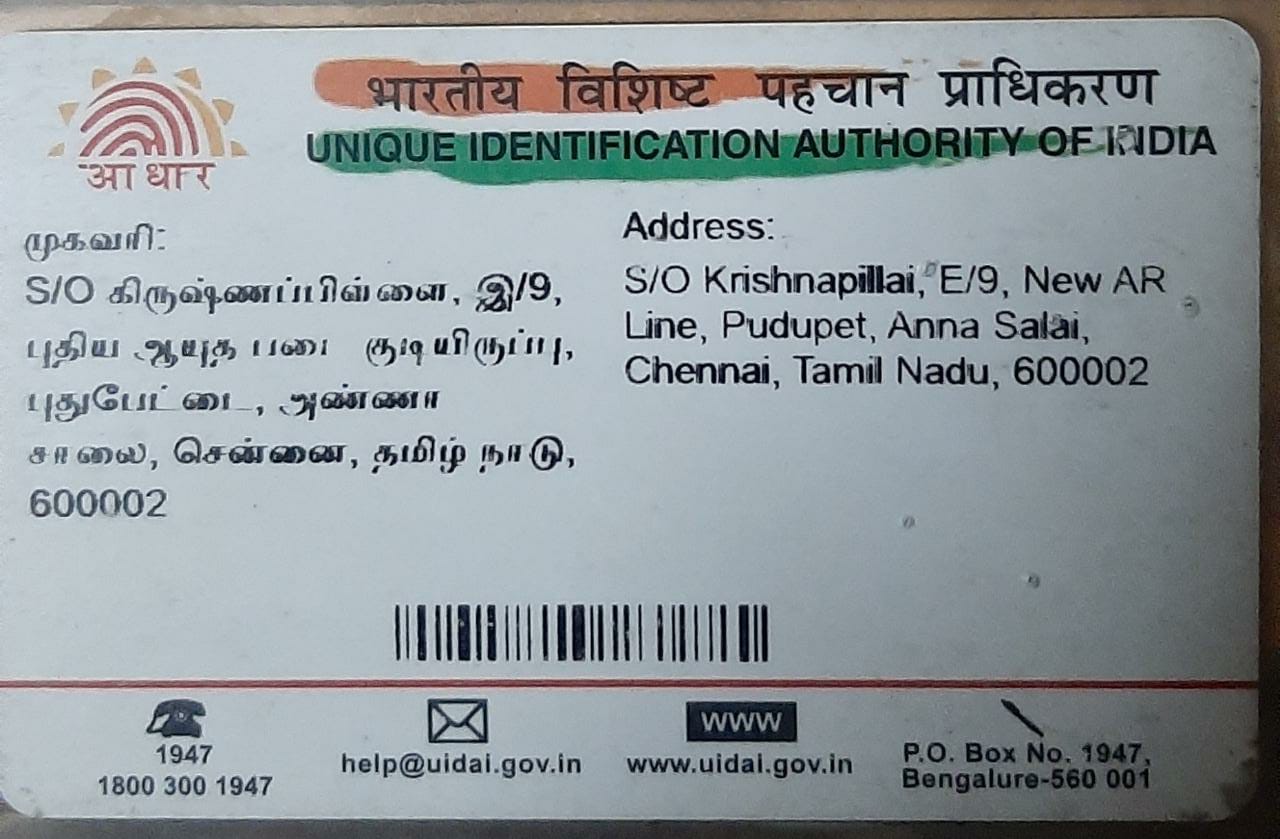 भारतीय विशिष्ट पहचान प्राधिकरण
UNIQUE IDENTIFICATION AUTHORITY OF INDIA
आधार
முகவரி:
S/O கிருஷ்ணப்பிள்ளை, இ/9,
புதிய ஆயுத படை குடியிருப்பு,
புதுபேட்டை, அண்ணா
சாலை, சென்னை, தமிழ் நாடு,
600002
Address:
S/O Krishnapillai, E/9, New AR
Line, Pudupet, Anna Salai,
Chennai, Tamil Nadu, 600002
1947
1800 300 1947
help@uidai.gov.in
WWW
www.uidai.gov.in
P.O. Box No. 1947,
Bengalure-560 001